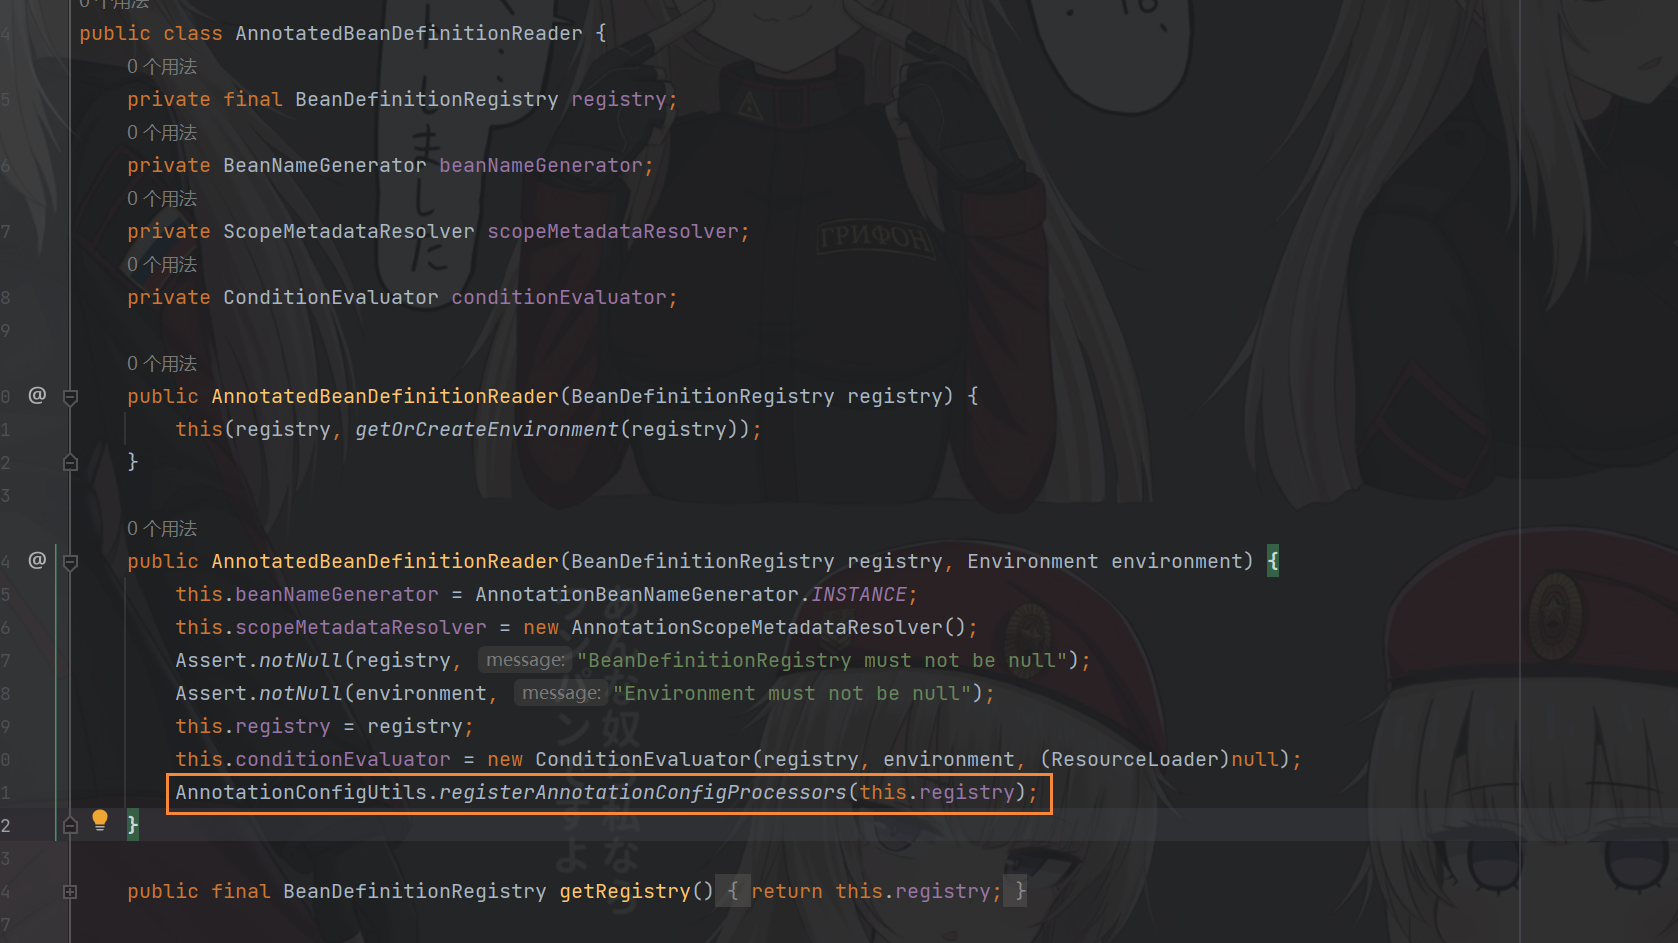 0 个用法
public class AnnotatedBeanDefinitionReader {
0 个用法
private final BeanDefinitionRegistry registry;
0 个用法
private BeanNameGenerator beanNameGenerator;
0 个用法
private ScopeMetadataResolver scopeMetadataResolver;
0 个用法
private ConditionEvaluator conditionEvaluator;
0 个用法
public AnnotatedBeanDefinitionReader(BeanDefinitionRegistry registry) {
this(registry, getOrCreateEnvironment(registry));
}
0 个用法
public AnnotatedBeanDefinitionReader(BeanDefinitionRegistry registry, Environment environment) {
this.beanNameGenerator = AnnotationBeanNameGenerator.INSTANCE;
this.scopeMetadataResolver = new AnnotationScopeMetadataResolver();
Assert.notNull(registry, message: "BeanDefinitionRegistry must not be null");
Assert.notNull(environment, message: "Environment must not be null");
this.registry = registry;
this.conditionEvaluator = new ConditionEvaluator(registry, environment, (ResourceLoader)null);
AnnotationConfigUtils.registerAnnotationConfigProcessors(this.registry);
}
public final BeanDefinitionRegistry getRegistry() { return this.registry; }
ГРИФОН